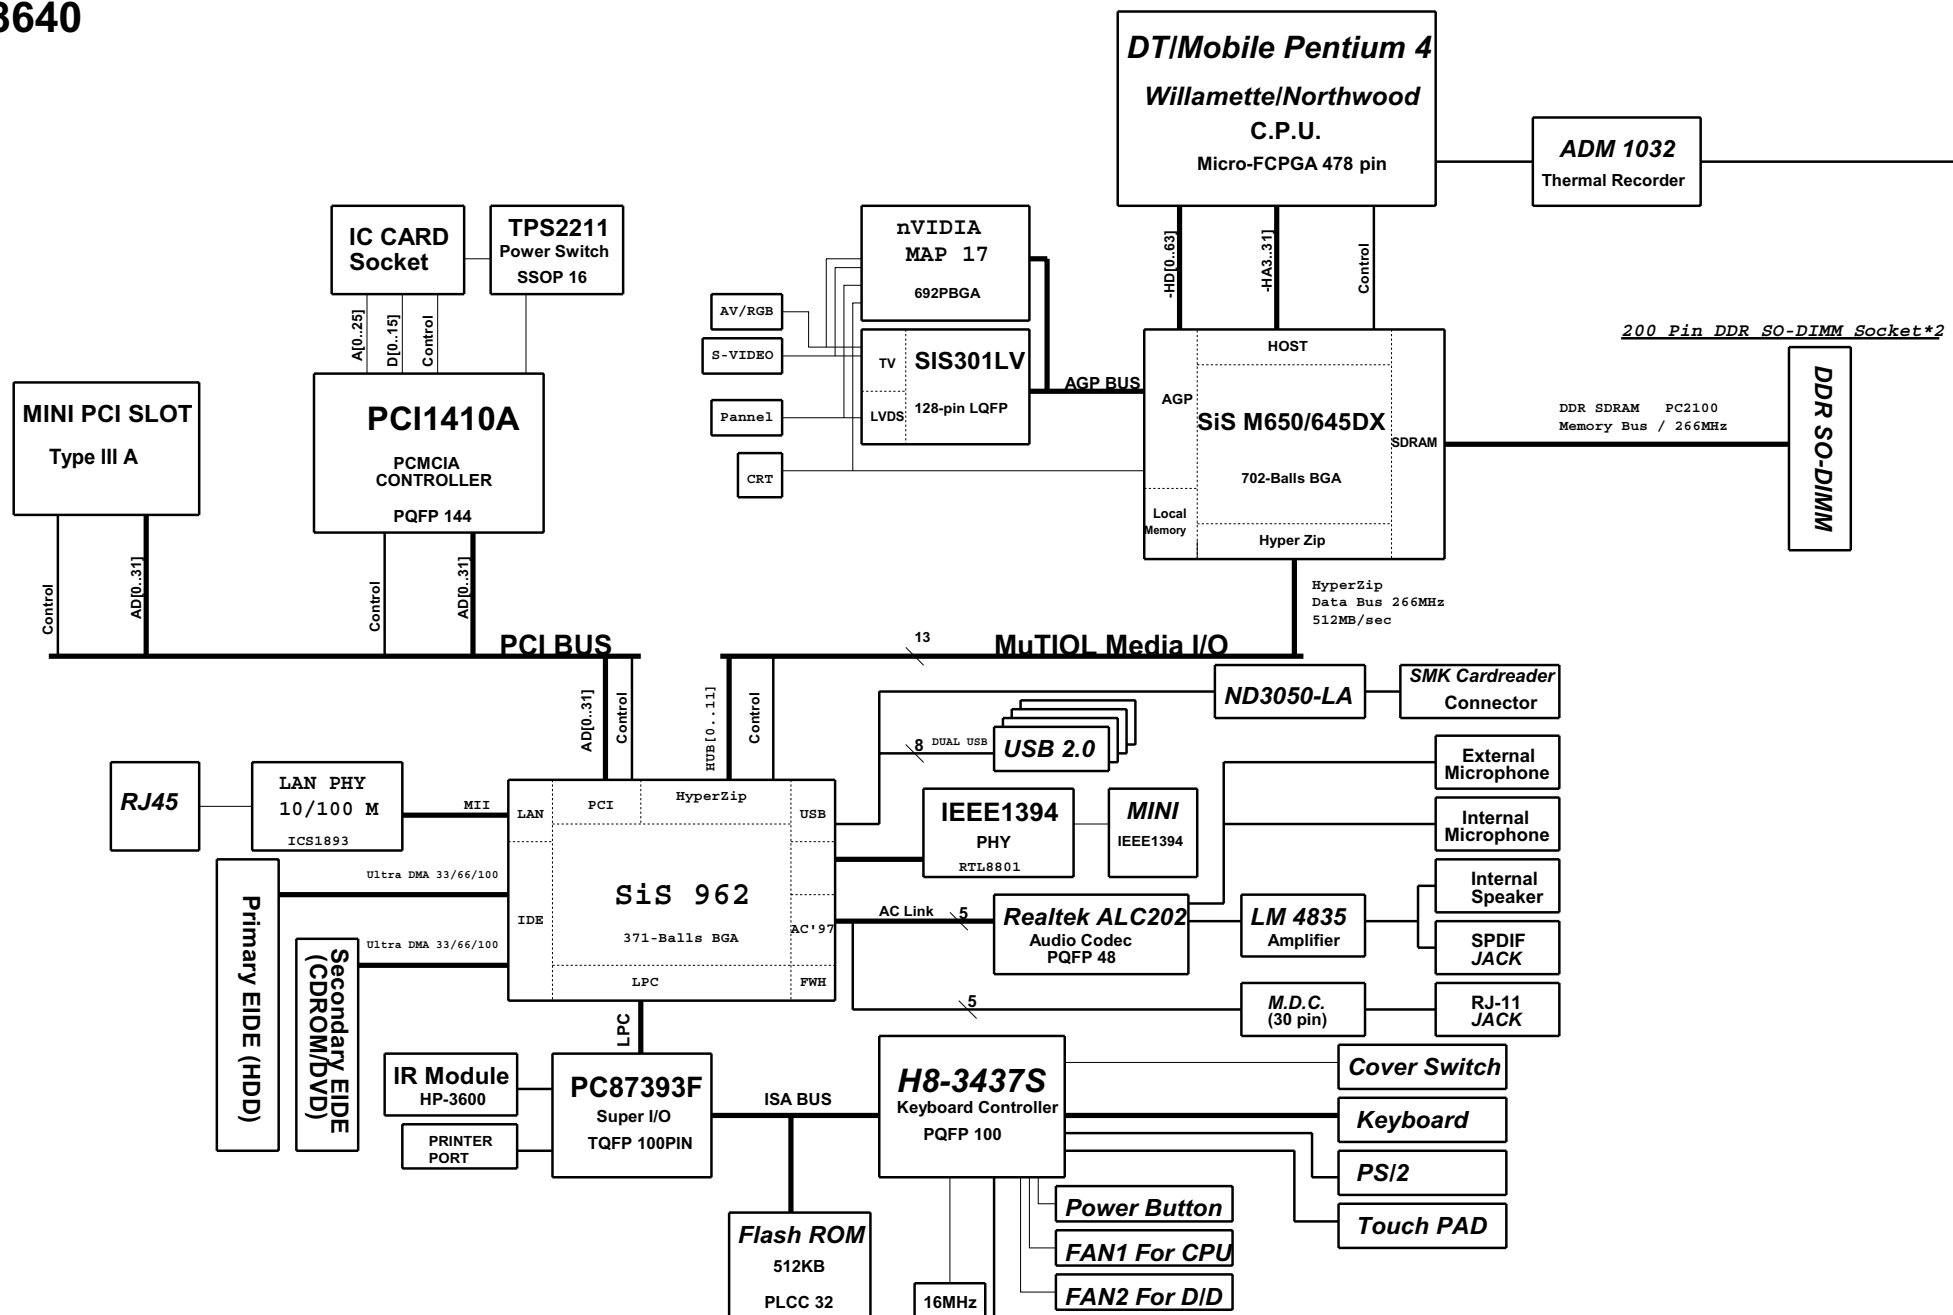 3640
DT/Mobile Pentium 4
Willamette/Northwood
C.P.U.
Micro-FCPGA 478 pin
ADM 1032
Thermal Recorder
IC CARD
Socket
TPS2211
Power Switch
SSOP 16
nVIDIA
MAP 17
692PBGA
-HD[0..63]
-HA3..31]
Control
A[0..25]
D[0..15]
Control
AV/RGB
S-VIDEO
Pannel
CRT
TV
LVDS
SIS301LV
128-pin LQFP
AGP BUS
HOST
AGP
SiS M650/645DX
SDRAM
702-Balls BGA
Local
Memory
Hyper Zip
200 Pin DDR SO-DIMM Socket*2
DDR SDRAM PC2100
Memory Bus / 266MHz
DDR SO-DIMM
MINI PCI SLOT
Type III A
PCI1410A
PCMCIA
CONTROLLER
PQFP 144
Control
AD[0..31]
Control
AD[0..31]
HyperZip
Data Bus 266MHz
512MB/sec
PCI BUS
13
MuTIOL Media I/O
AD[0..31]
Control
HUB[0...11]
Control
ND3050-LA
SMK Cardreader
Connector
8
DUAL USB
USB 2.0
External
Microphone
RJ45
LAN PHY
10/100 M
ICS1893
MII
LAN
PCI
HyperZip
USB
IEEE1394
PHY
RTL8801
MINI
IEEE1394
Internal
Microphone
Primary EIDE (HDD)
Ultra DMA 33/66/100
IDE
SiS 962
371-Balls BGA
AC'97
AC Link
5
Realtek ALC202
Audio Codec
PQFP 48
LM 4835
Amplifier
Internal
Speaker
SPDIF
JACK
Secondary EIDE
(CDROM/DVD)
Ultra DMA 33/66/100
LPC
FWH
5
M.D.C.
(30 pin)
RJ-11
JACK
LPC
IR Module
HP-3600
PRINTER
PORT
PC87393F
Super I/O
TQFP 100PIN
ISA BUS
H8-3437S
Keyboard Controller
PQFP 100
Cover Switch
Keyboard
PS/2
Touch PAD
Flash ROM
512KB
PLCC 32
16MHz
Power Button
FAN1 For CPU
FAN2 For D/D